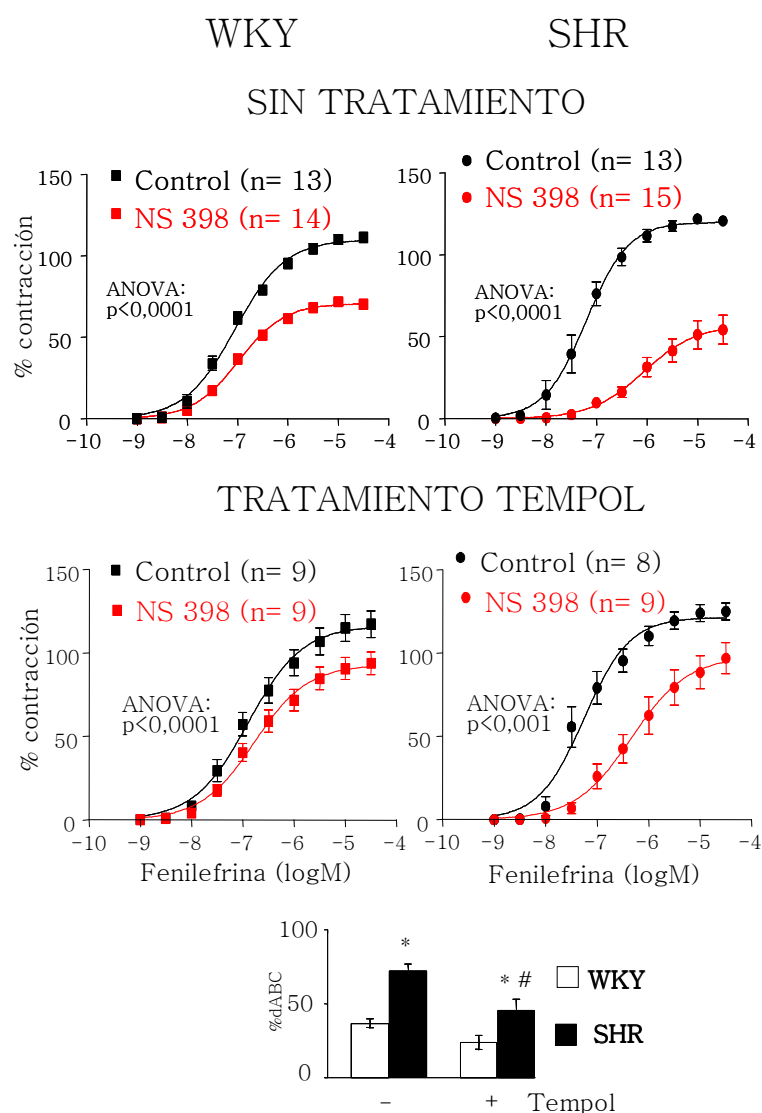 WKY SHR
SIN TRATAMIENTO
150
Control (n= 13)
NS 398 (n= 14)
100
ANOVA:
p<0,0001
50
0
% contracción
-10 -9 -8 -7 -6 -5 -4
150
Control (n= 13)
NS 398 (n= 15)
100
ANOVA:
p<0,0001
50
0
-10 -9 -8 -7 -6 -5 -4
TRATAMIENTO TEMPOL
150
Control (n= 9)
NS 398 (n= 9)
100
ANOVA:
p<0,0001
50
0
% contracción
-10 -9 -8 -7 -6 -5 -4
Fenilefrina (logM)
150
Control (n= 8)
NS 398 (n= 9)
100
ANOVA:
p<0,001
50
0
-10 -9 -8 -7 -6 -5 -4
Fenilefrina (logM)
100
*
* #
WKY
50
%dABC
SHR
0
- + Tempol